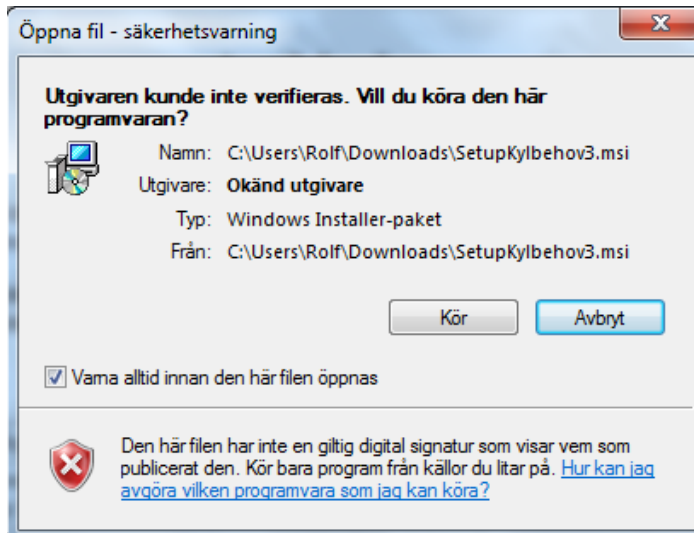 Öppna fil - säkerhetsvarning
Utgivaren kunde inte verifieras. Vill du köra den här
programvaran?
Namn: C:\Users\Rolf\Downloads\SetupKylbehov3.msi
Utgivare: Okänd utgivare
Typ: Windows Installer-paket
Från: C:\Users\Rolf\Downloads\SetupKylbehov3.msi
Kör Avbryt
Varna alltid innan den här filen öppnas
Den här filen har inte en giltig digital signatur som visar vem som
publicerat den. Kör bara program från källor du litar på. Hur kan jag
avgöra vilken programvara som jag kan köra?